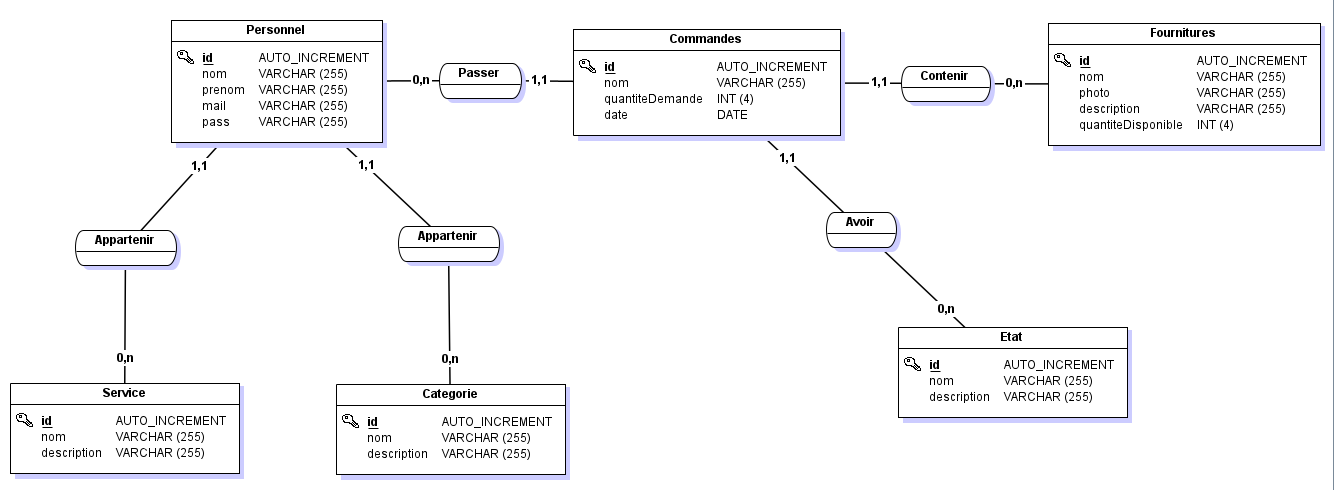 Personnel
id AUTO_INCREMENT
nom VARCHAR (255)
prenom VARCHAR (255)
mail VARCHAR (255)
pass VARCHAR (255)
0,n
Passer
1,1
Commandes
id AUTO_INCREMENT
nom VARCHAR (255)
quantiteDemande INT (4)
date DATE
1,1
Contenir
0,n
Fournitures
id AUTO_INCREMENT
nom VARCHAR (255)
photo VARCHAR (255)
description VARCHAR (255)
quantiteDisponible INT (4)
1,1
Appartenir
0,n
Service
id AUTO_INCREMENT
nom VARCHAR (255)
description VARCHAR (255)
1,1
Appartenir
0,n
Categorie
id AUTO_INCREMENT
nom VARCHAR (255)
description VARCHAR (255)
1,1
Avoir
0,n
Etat
id AUTO_INCREMENT
nom VARCHAR (255)
description VARCHAR (255)